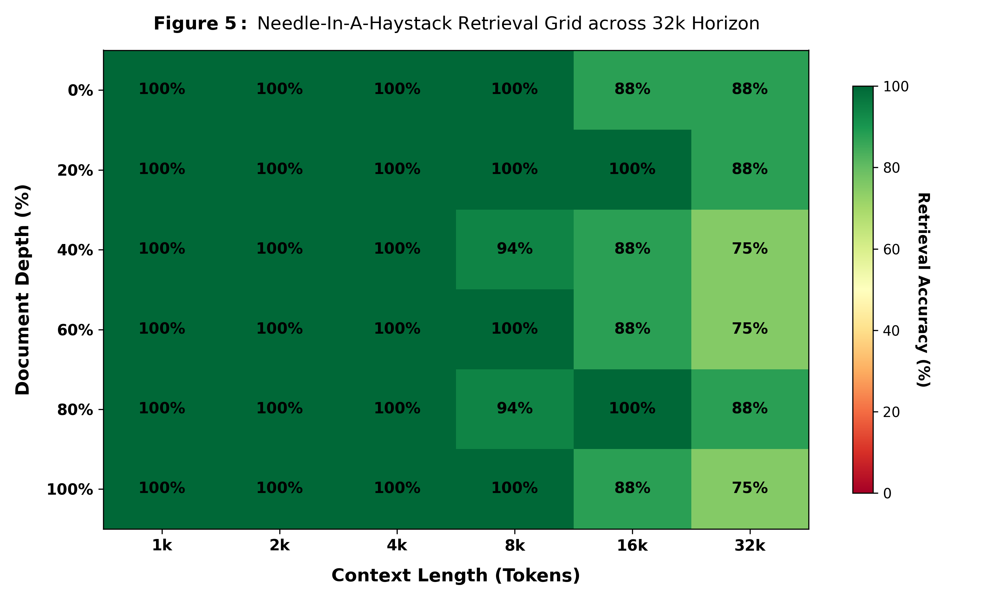 Figure 5: Needle-In-A-Haystack Retrieval Grid across 32k Horizon
0% 100% 100% 100% 100% 88% 88%
20% 100% 100% 100% 100% 100% 88%
40% 100% 100% 100% 94% 88% 75%
60% 100% 100% 100% 100% 88% 75%
80% 100% 100% 100% 94% 100% 88%
100% 100% 100% 100% 100% 88% 75%
1k 2k 4k 8k 16k 32k
Context Length (Tokens)
Document Depth (%)
100
80
60
40
20
0
Retrieval Accuracy (%)